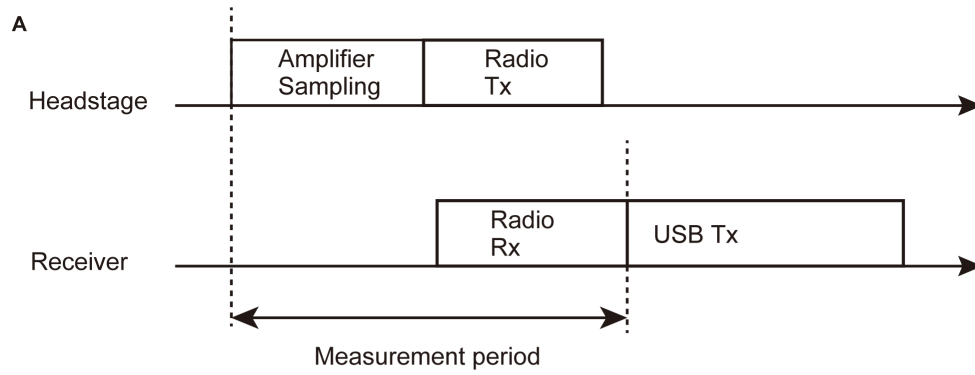 A
Amplifier
Sampling
Radio
Tx
Headstage
Radio
Rx
USB Tx
Receiver
Measurement period